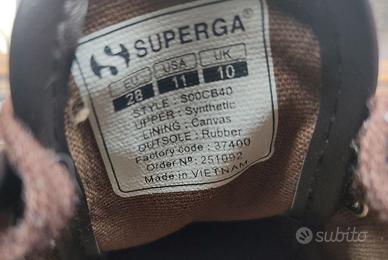 SUPERGA®
EU USA UK
28 11 10
STYLE : S00CB40
UPPER : Synthetic
LINING : Canvas
OUTSOLE : Rubber
Factory code : 37400
Order Nº : 251092
Made in VIETNAM
subito